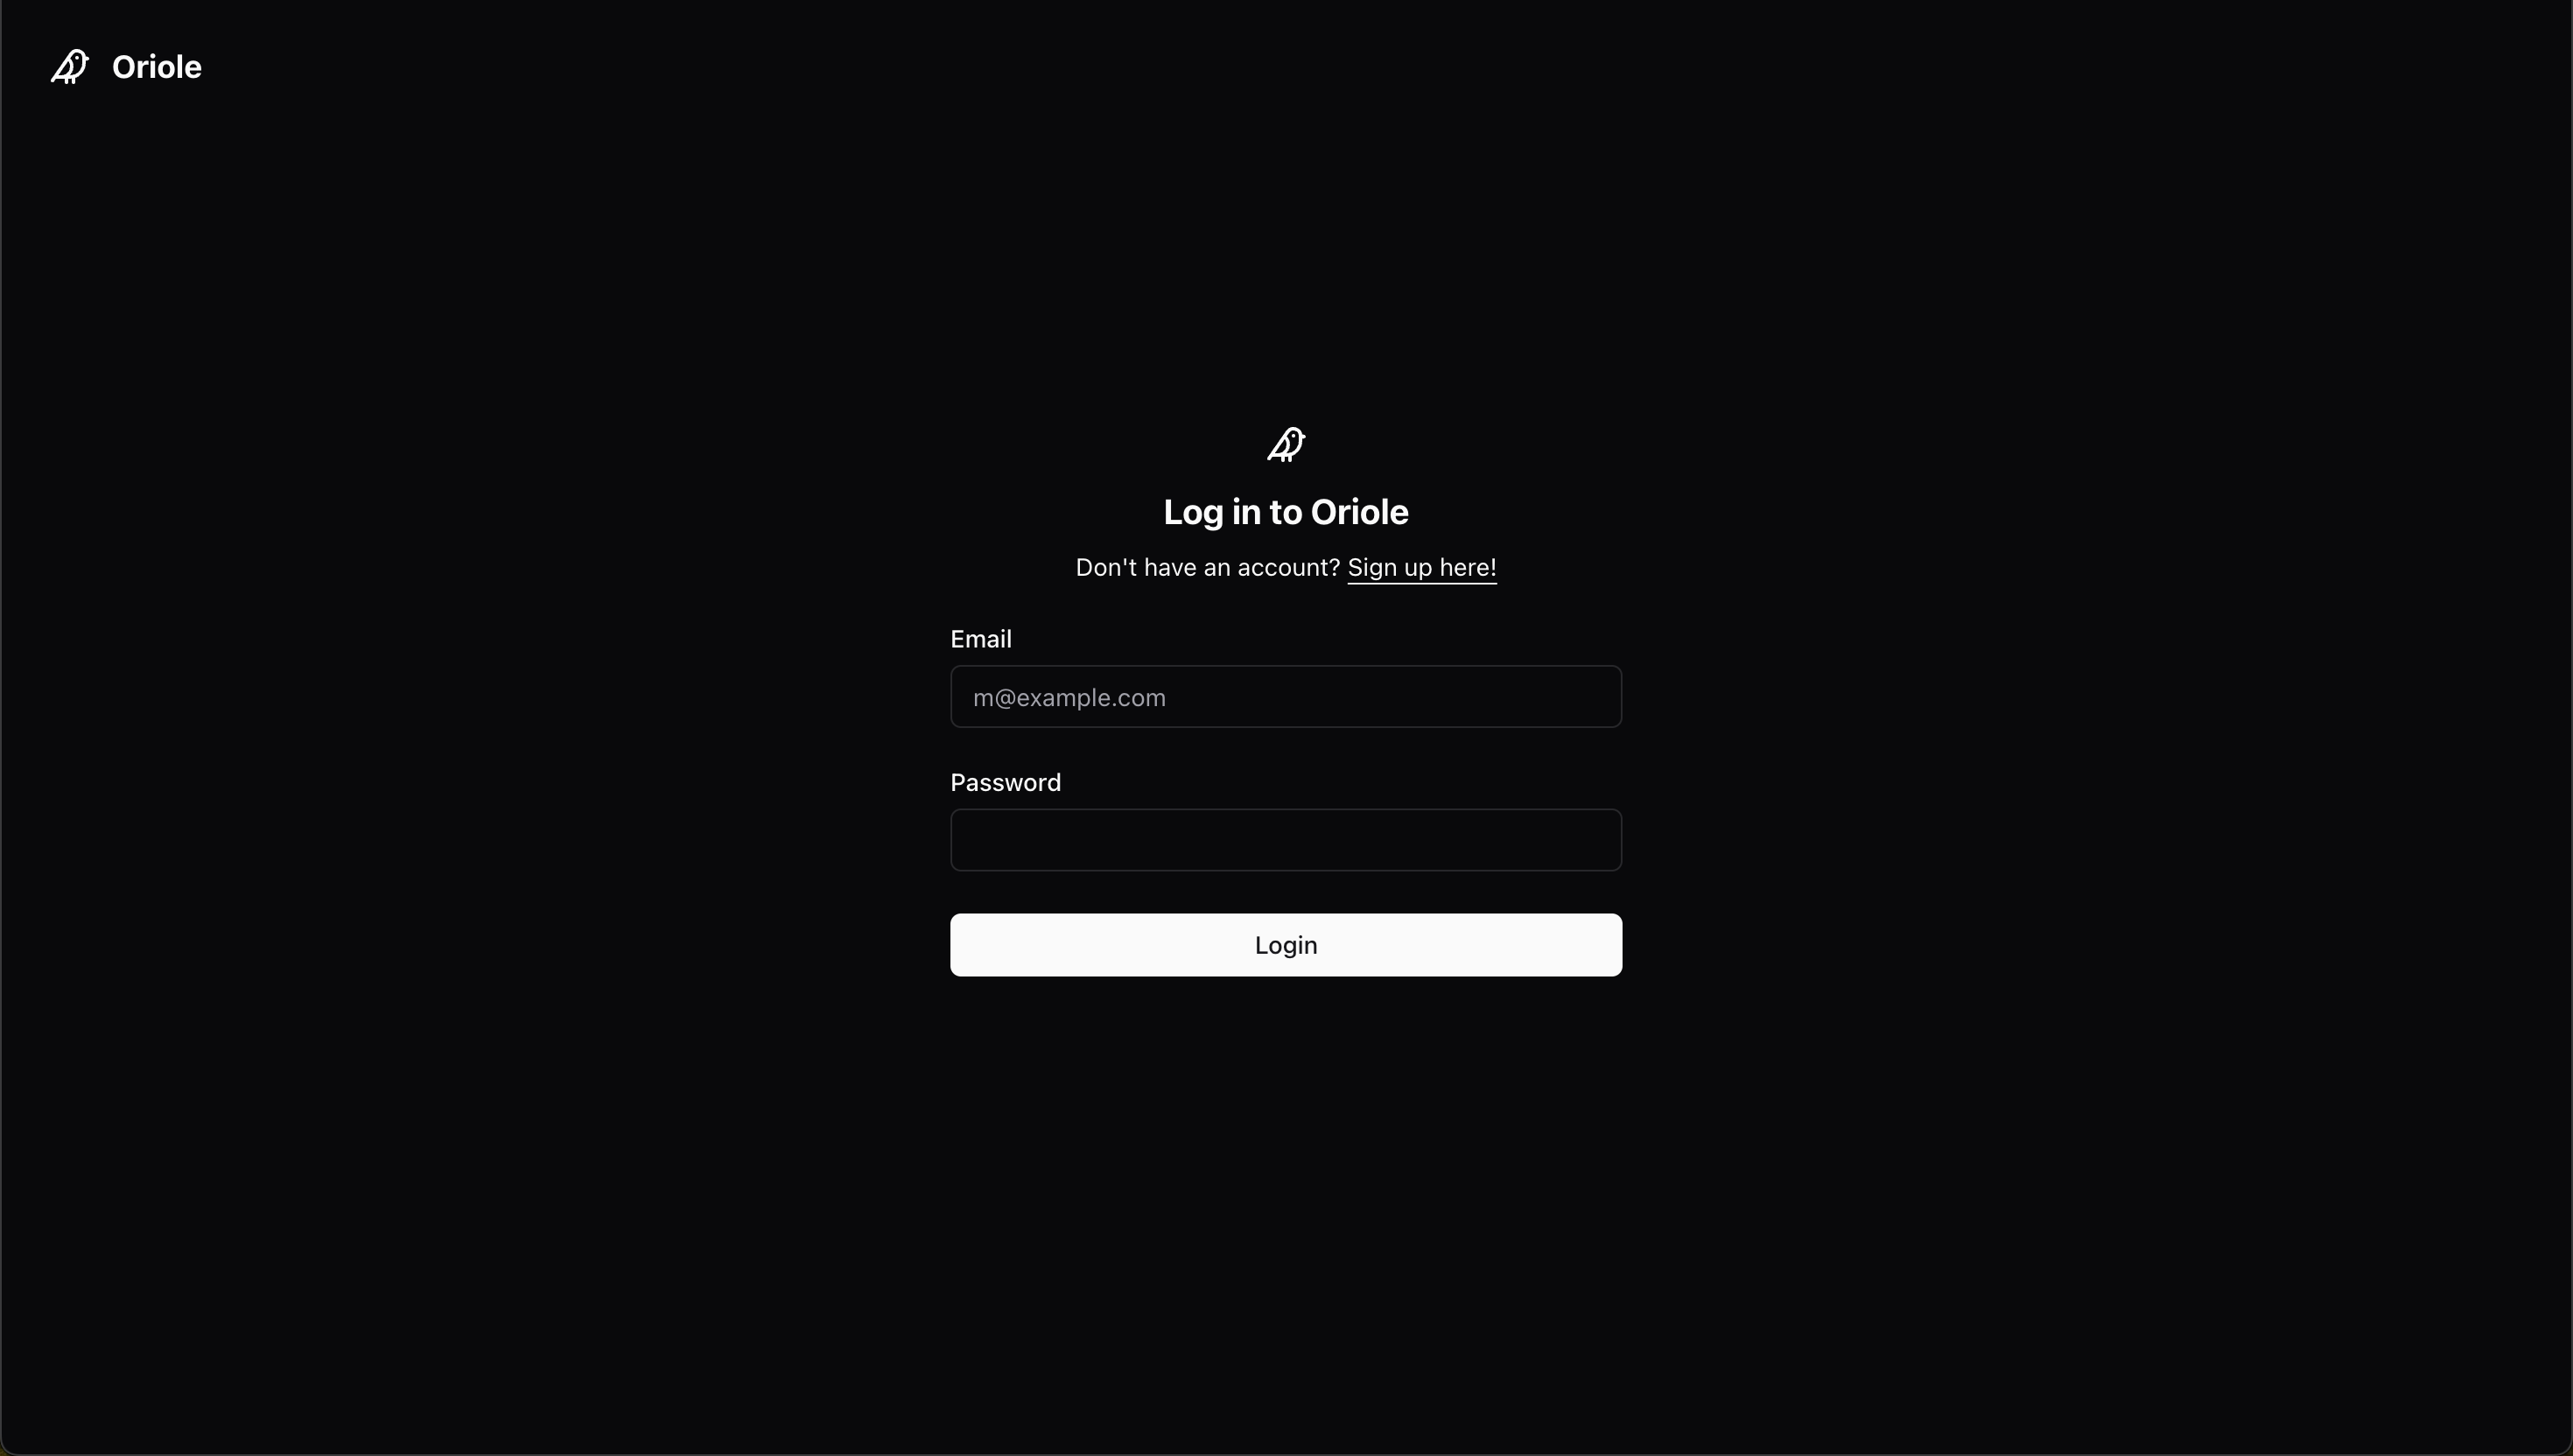 Oriole
Log in to Oriole
Don't have an account? Sign up here!
Email
m@example.com
Password
Login